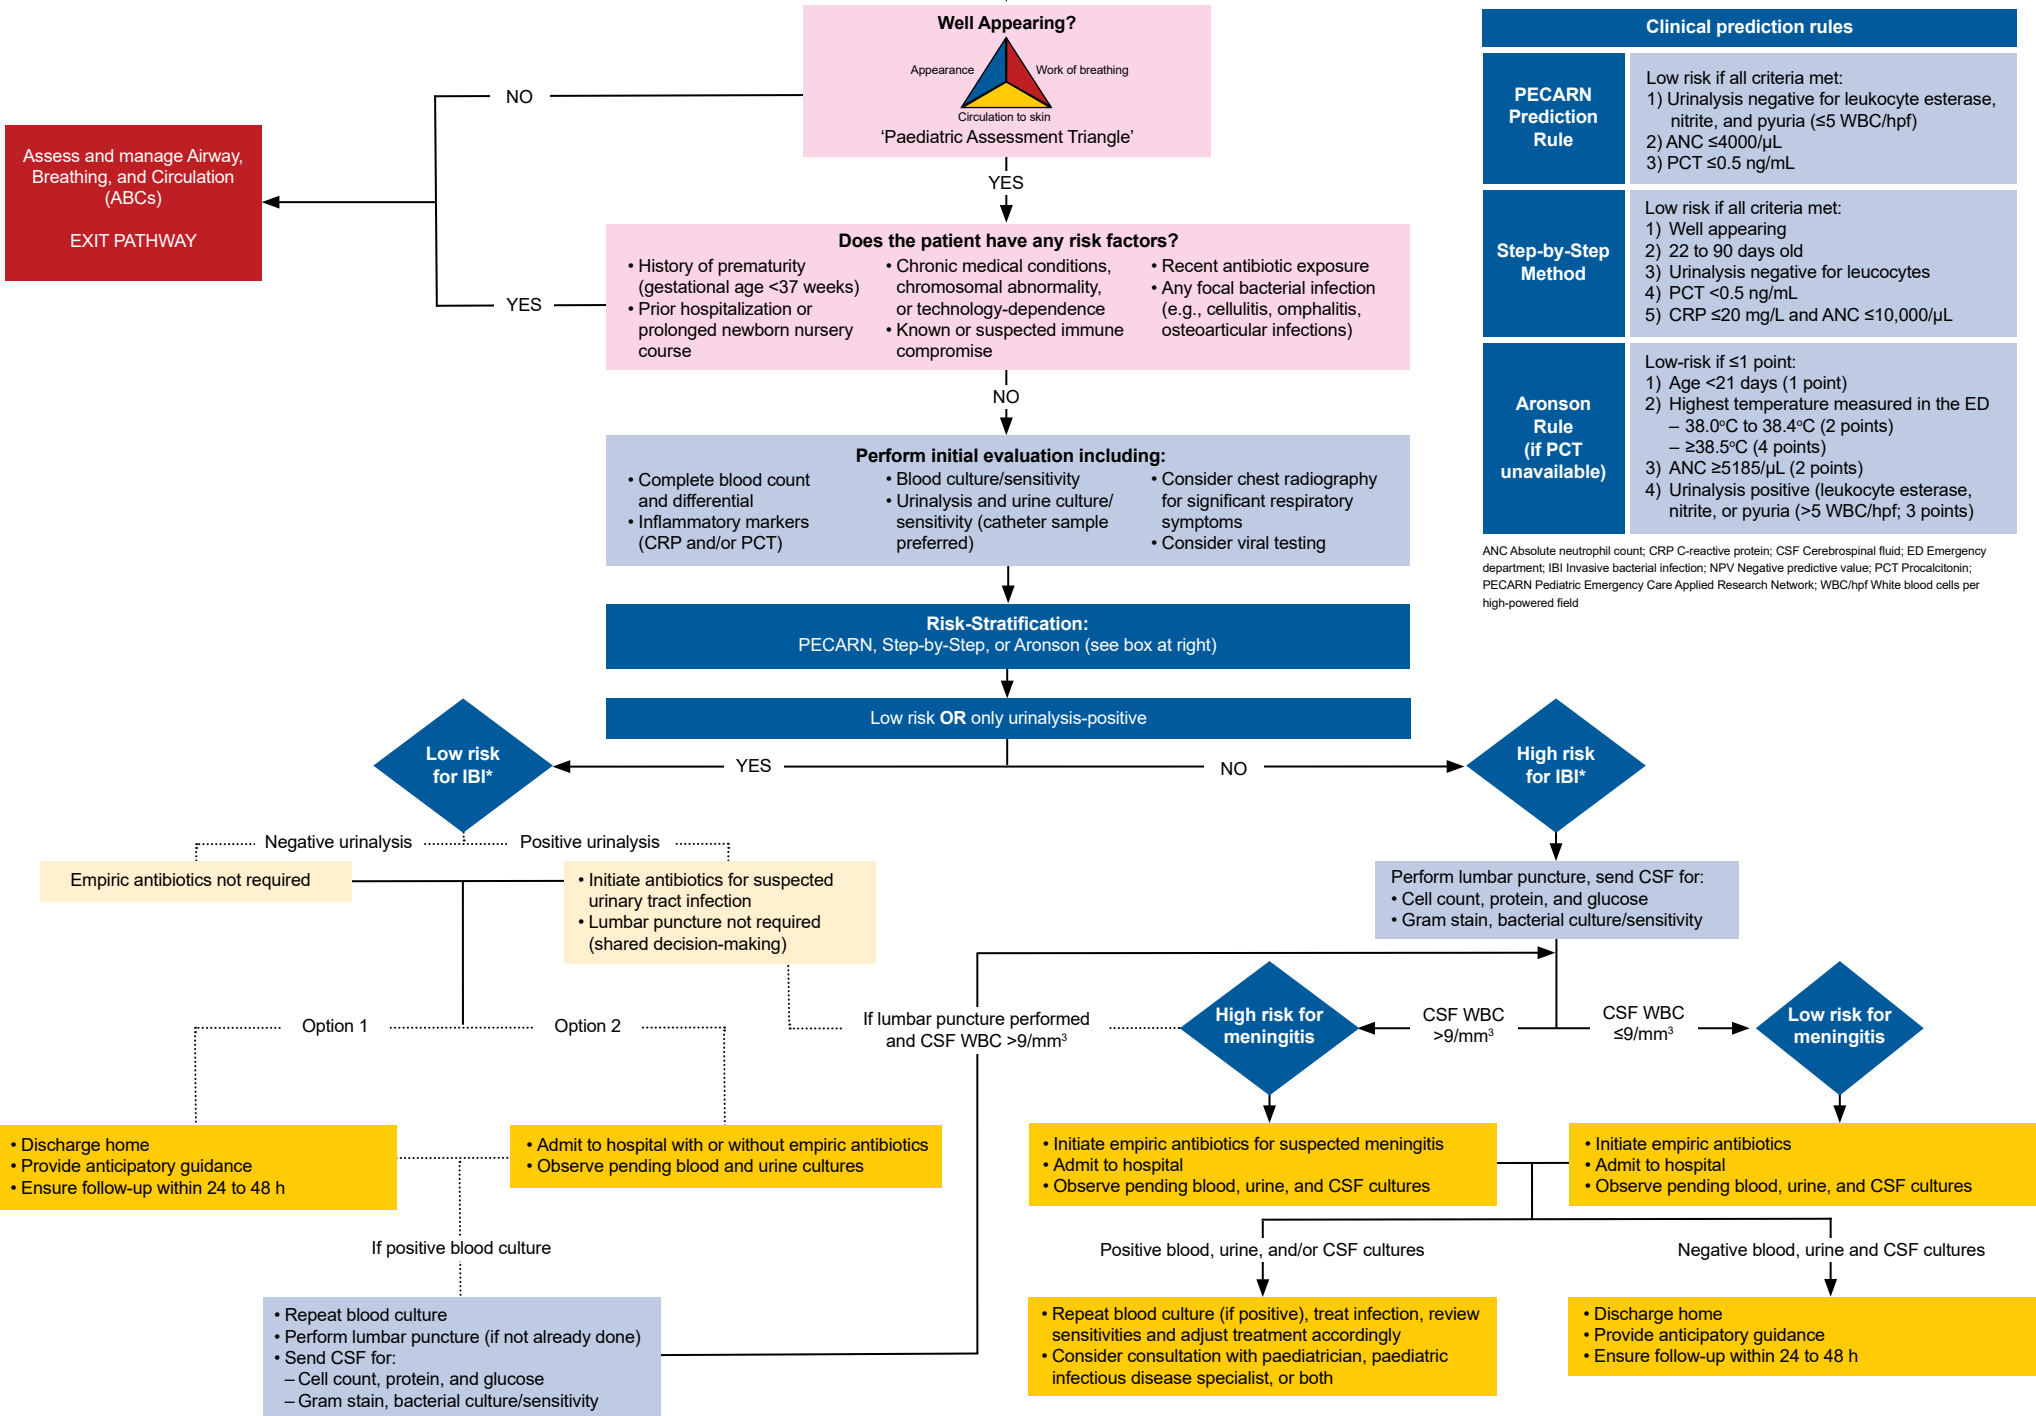 Well Appearing?
Appearance
Work of breathing
Circulation to skin
‘Paediatric Assessment Triangle’
NO
YES
Assess and manage Airway,
Breathing, and Circulation
(ABCs)
EXIT PATHWAY
Does the patient have any risk factors?
• History of prematurity
(gestational age <37 weeks)
• Prior hospitalization or
prolonged newborn nursery
course
• Chronic medical conditions,
chromosomal abnormality,
or technology-dependence
• Known or suspected immune
compromise
• Recent antibiotic exposure
• Any focal bacterial infection
(e.g., cellulitis, omphalitis,
osteoarticular infections)
YES
NO
Perform initial evaluation including:
• Complete blood count
and differential
• Inflammatory markers
(CRP and/or PCT)
• Blood culture/sensitivity
• Urinalysis and urine culture/
sensitivity (catheter sample
preferred)
• Consider chest radiography
for significant respiratory
symptoms
• Consider viral testing
Risk-Stratification:
PECARN, Step-by-Step, or Aronson (see box at right)
Low risk OR only urinalysis-positive
YES
NO
Low risk
for IBI*
High risk
for IBI*
Negative urinalysis
Positive urinalysis
Empiric antibiotics not required
• Initiate antibiotics for suspected
urinary tract infection
• Lumbar puncture not required
(shared decision-making)
Option 1
Option 2
• Discharge home
• Provide anticipatory guidance
• Ensure follow-up within 24 to 48 h
• Admit to hospital with or without empiric antibiotics
• Observe pending blood and urine cultures
If positive blood culture
• Repeat blood culture
• Perform lumbar puncture (if not already done)
• Send CSF for:
– Cell count, protein, and glucose
– Gram stain, bacterial culture/sensitivity
If lumbar puncture performed
and CSF WBC >9/mm³
Perform lumbar puncture, send CSF for:
• Cell count, protein, and glucose
• Gram stain, bacterial culture/sensitivity
High risk for
meningitis
CSF WBC
>9/mm³
CSF WBC
≤9/mm³
Low risk for
meningitis
• Initiate empiric antibiotics for suspected meningitis
• Admit to hospital
• Observe pending blood, urine, and CSF cultures
• Initiate empiric antibiotics
• Admit to hospital
• Observe pending blood, urine, and CSF cultures
Positive blood, urine, and/or CSF cultures
Negative blood, urine and CSF cultures
• Repeat blood culture (if positive), treat infection, review
sensitivities and adjust treatment accordingly
• Consider consultation with paediatrician, paediatric
infectious disease specialist, or both
• Discharge home
• Provide anticipatory guidance
• Ensure follow-up within 24 to 48 h
Clinical prediction rules
PECARN
Prediction
Rule
Low risk if all criteria met:
1) Urinalysis negative for leukocyte esterase,
nitrite, and pyuria (≤5 WBC/hpf)
2) ANC ≤4000/µL
3) PCT ≤0.5 ng/mL
Step-by-Step
Method
Low risk if all criteria met:
1) Well appearing
2) 22 to 90 days old
3) Urinalysis negative for leucocytes
4) PCT <0.5 ng/mL
5) CRP ≤20 mg/L and ANC ≤10,000/µL
Aronson
Rule
(if PCT
unavailable)
Low-risk if ≤1 point:
1) Age <21 days (1 point)
2) Highest temperature measured in the ED
– 38.0°C to 38.4°C (2 points)
– ≥38.5°C (4 points)
3) ANC ≥5185/µL (2 points)
4) Urinalysis positive (leukocyte esterase,
nitrite, or pyuria (>5 WBC/hpf; 3 points)
ANC Absolute neutrophil count; CRP C-reactive protein; CSF Cerebrospinal fluid; ED Emergency
department; IBI Invasive bacterial infection; NPV Negative predictive value; PCT Procalcitonin;
PECARN Pediatric Emergency Care Applied Research Network; WBC/hpf White blood cells per
high-powered field